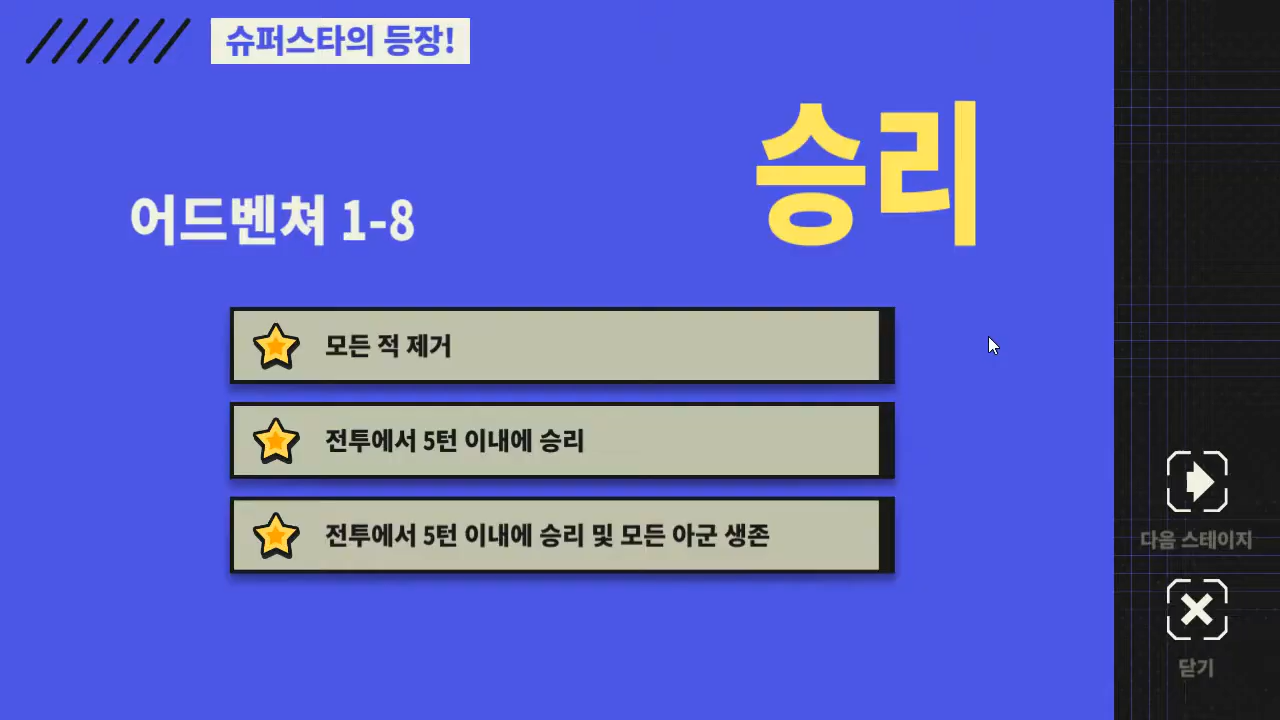 슈퍼스타의 등장!
승리
어드벤쳐 1-8
모든 적 제거
전투에서 5턴 이내에 승리
전투에서 5턴 이내에 승리 및 모든 아군 생존
다음 스테이지
닫기